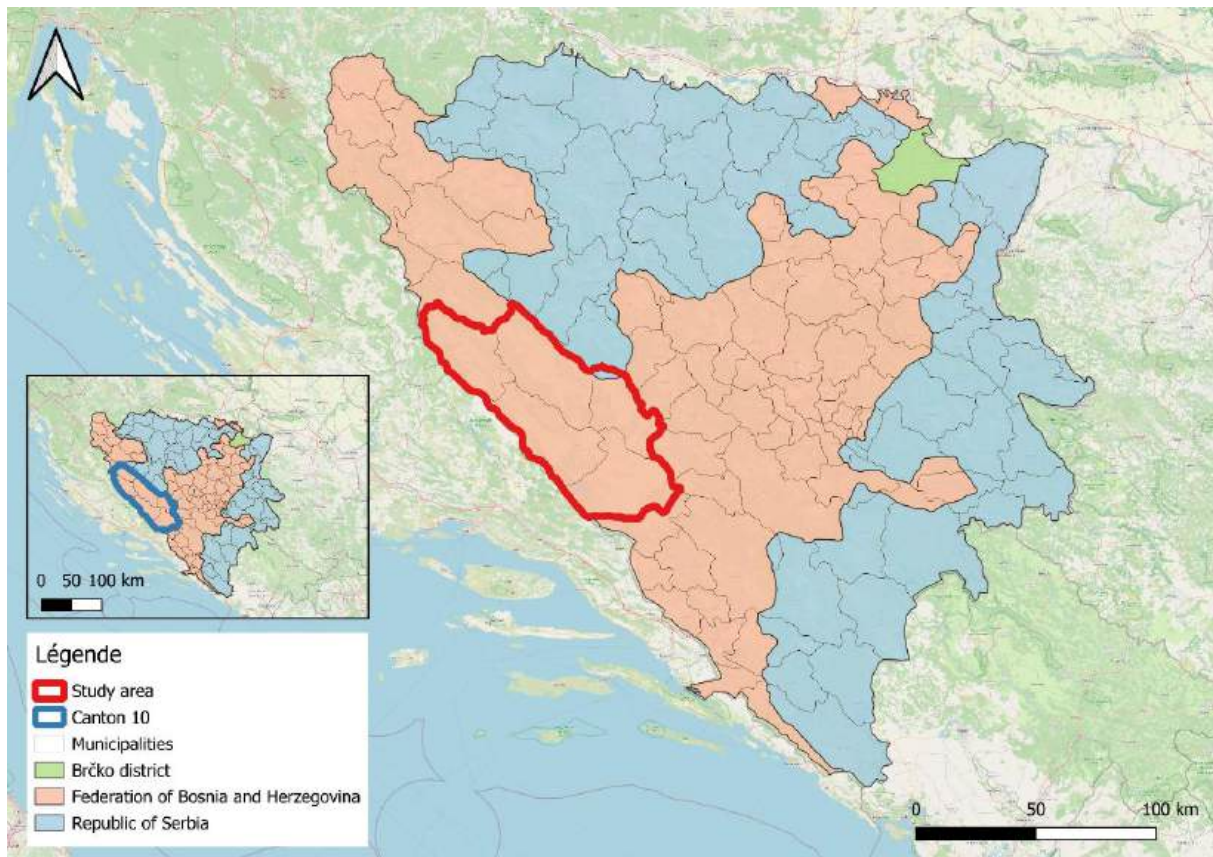 0 50 100 km
Légende
Study area
Canton 10
Municipalities
Brčko district
Federation of Bosnia and Herzegovina
Republic of Serbia
0 50 100 km